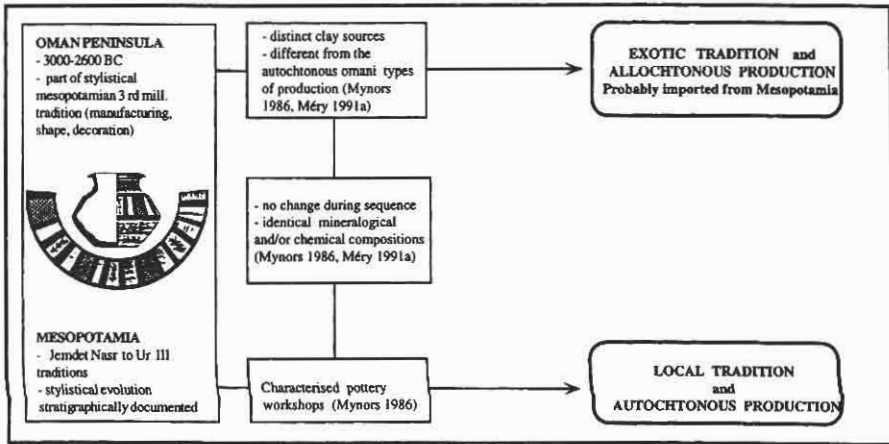 OMAN PENINSULA
- 3000-2600 BC
- part of stylistical
mesopotamian 3 rd mill.
tradition (manufacturing,
shape, decoration)
MESOPOTAMIA
- Jemdet Nasr to Ur III
traditions
- stylistical evolution
stratigraphically documented
- distinct clay sources
- different from the
autochtonous omani types
of production (Mynors
1986, Méry 1991a)
- no change during sequence
- identical mineralogical
and/or chemical compositions
(Mynors 1986, Méry 1991a)
Characterised pottery
workshops (Mynors 1986)
EXOTIC TRADITION and
ALLOCHTONOUS PRODUCTION
Probably imported from Mesopotamia
LOCAL TRADITION
and
AUTOCHTONOUS PRODUCTION